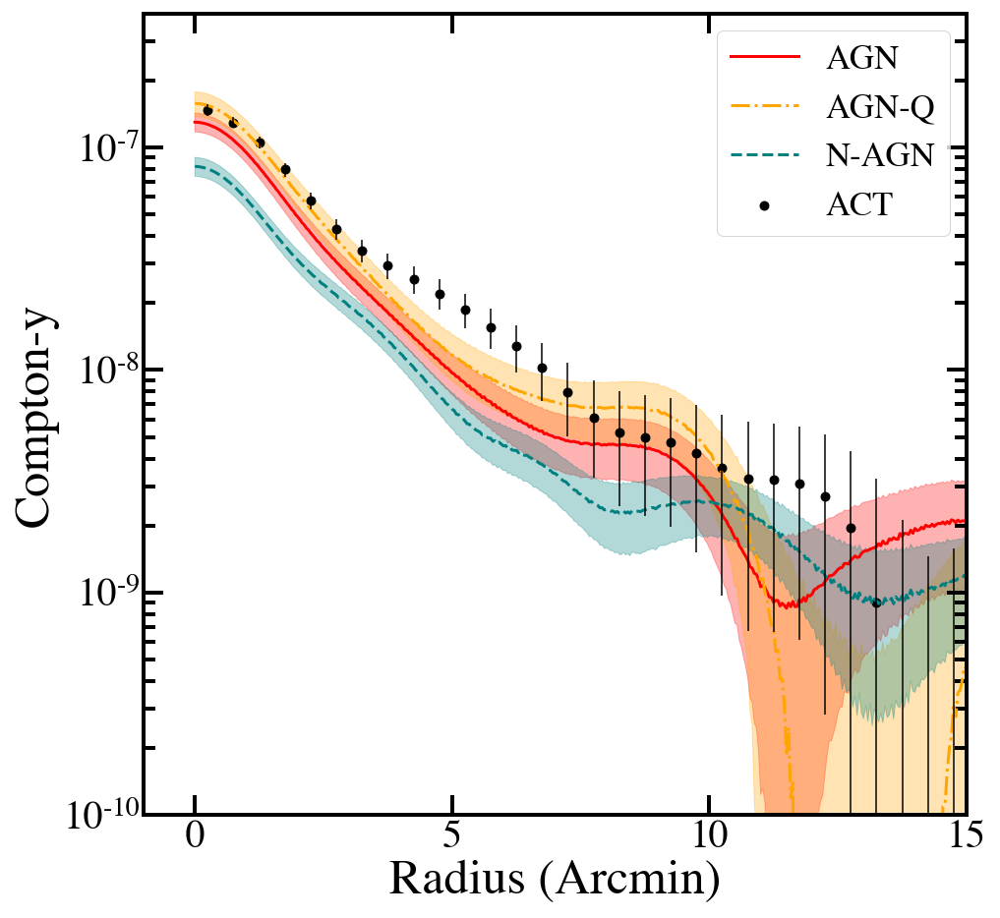 AGN
AGN-Q
N-AGN
ACT
10-7
10-8
10-9
10-10
Compton-y
0 5 10 15
Radius (Arcmin)